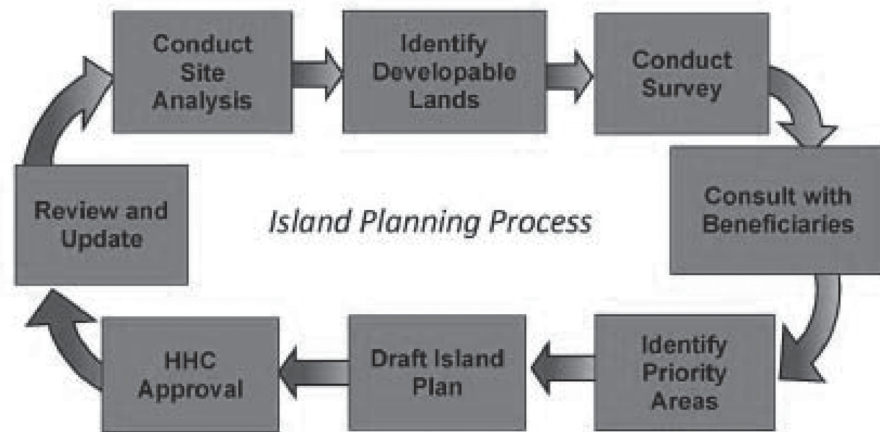 Conduct
Site
Analysis
Identify
Developable
Lands
Conduct
Survey
Consult with
Beneficiaries
Identify
Priority
Areas
Draft Island
Plan
HHC
Approval
Review and
Update
Island Planning Process